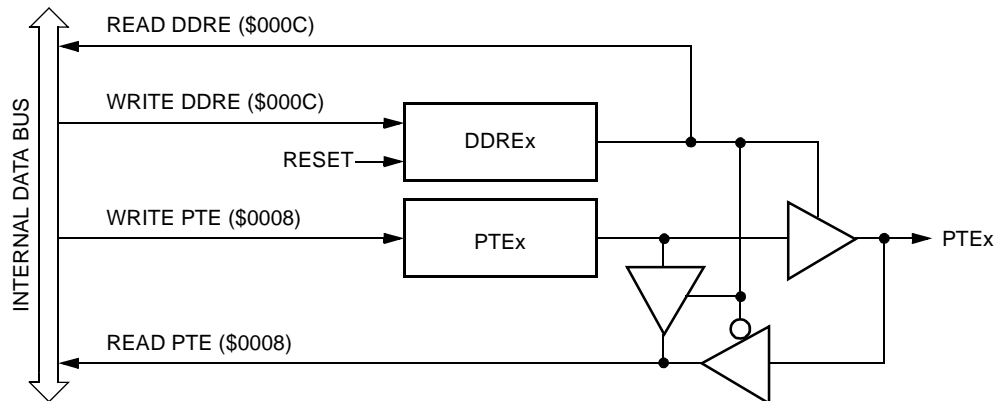 READ DDRE ($000C)
WRITE DDRE ($000C)
DDREx
RESET
INTERNAL DATA BUS
WRITE PTE ($0008)
PTEx
PTEx
READ PTE ($0008)